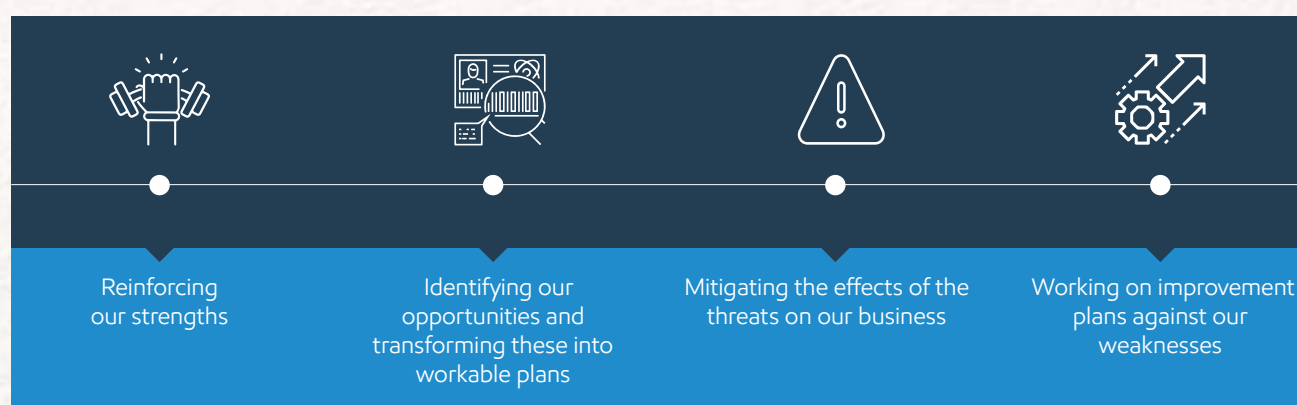 Reinforcing
our strengths
Identifying our
opportunities and
transforming these into
workable plans
Mitigating the effects of the
threats on our business
Working on improvement
plans against our
weaknesses